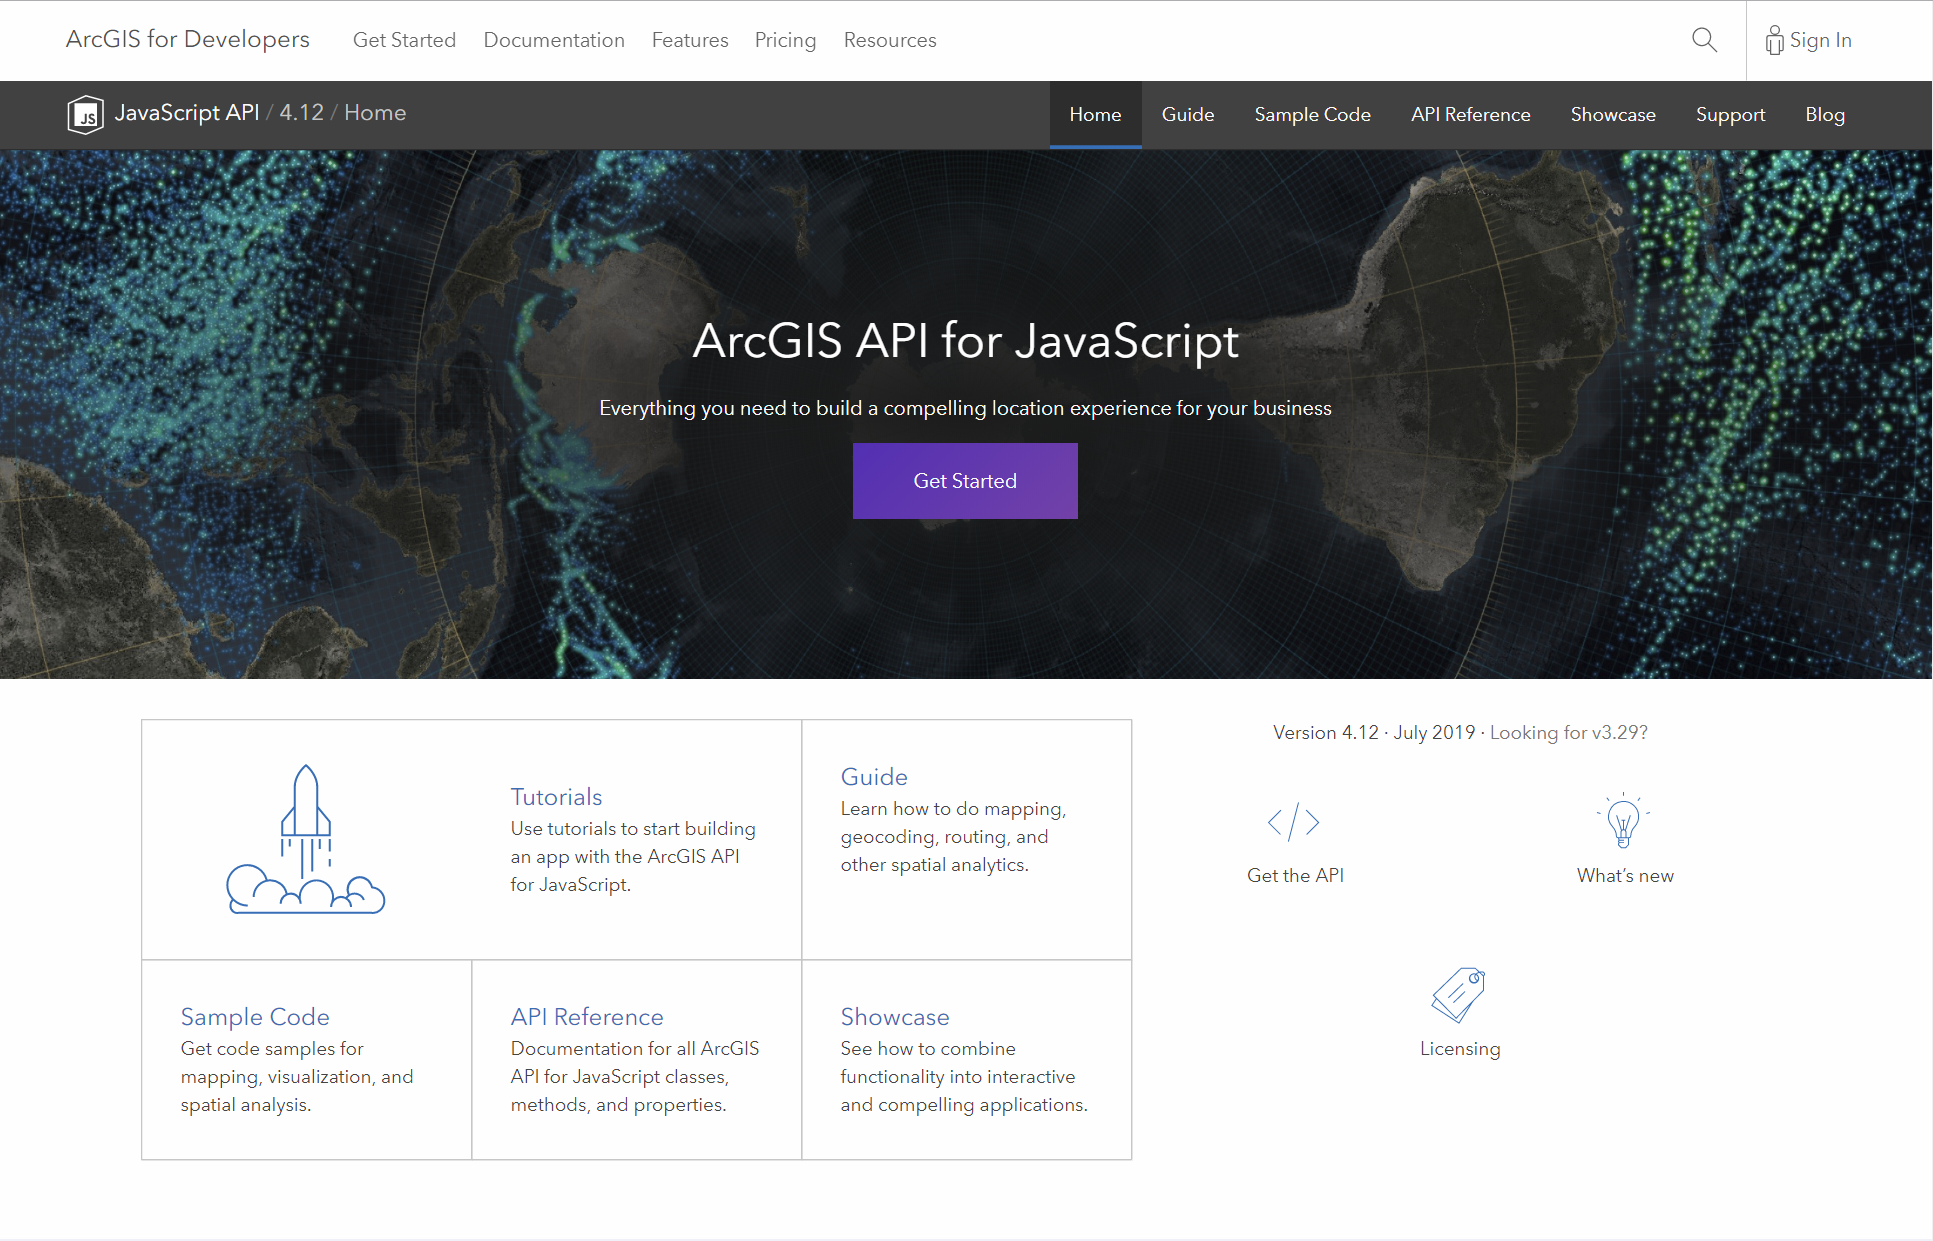 ArcGIS for Developers Get Started Documentation Features Pricing Resources Sign In
JS JavaScript API / 4.12 / Home Home Guide Sample Code API Reference Showcase Support Blog
ArcGIS API for JavaScript
Everything you need to build a compelling location experience for your business
Get Started
Tutorials
Use tutorials to start building
an app with the ArcGIS API
for JavaScript.
Guide
Learn how to do mapping,
geocoding, routing, and
other spatial analytics.
Sample Code
Get code samples for
mapping, visualization, and
spatial analysis.
API Reference
Documentation for all ArcGIS
API for JavaScript classes,
methods, and properties.
Showcase
See how to combine
functionality into interactive
and compelling applications.
Version 4.12 · July 2019 · Looking for v3.29?
Get the API
What’s new
Licensing